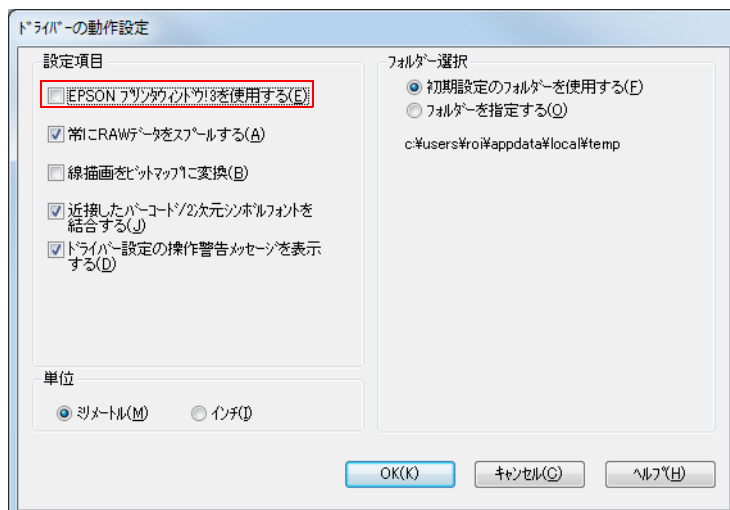 ドライバーの動作設定
設定項目
EPSON プリンタウィンドウ!3を使用する(E)
常にRAWデータをスプールする(A)
線描画をビットマップに変換(B)
近接したバーコード/2次元シンボルフォントを
結合する(J)
ドライバー設定の操作警告メッセージを表示
する(D)
単位
ミリメートル(M)
インチ(I)
フォルダー選択
初期設定のフォルダーを使用する(F)
フォルダーを指定する(O)
c:¥users¥roi¥appdata¥local¥temp
OK(K)
キャンセル(C)
ヘルプ(H)